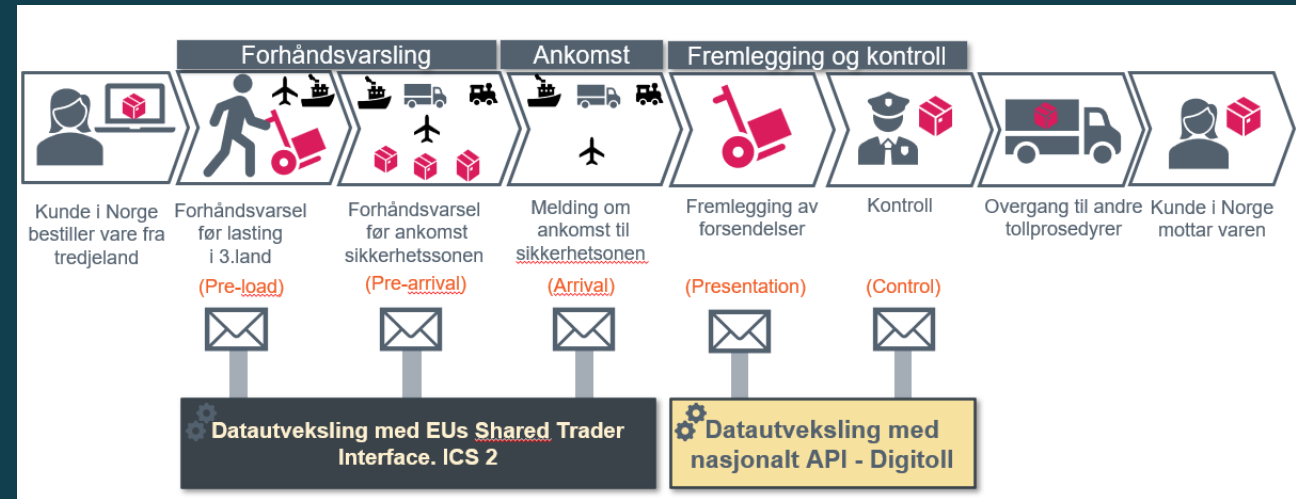 Forhåndsvarsling
Ankomst
Fremlegging og kontroll
Kunde i Norge
bestiller vare fra
tredjeland
Forhåndsvarsel
før lasting
i 3.land
(Pre-load)
Forhåndsvarsel
før ankomst
sikkerhetssonen
(Pre-arrival)
Melding om
ankomst til
sikkerhetsonen
(Arrival)
Fremlegging av
forsendelser
(Presentation)
Kontroll
(Control)
Overgang til andre
tollprosedyrer
Kunde i Norge
mottar varen
Datautveksling med EUs Shared Trader
Interface. ICS 2
Datautveksling med
nasjonalt API - Digitoll